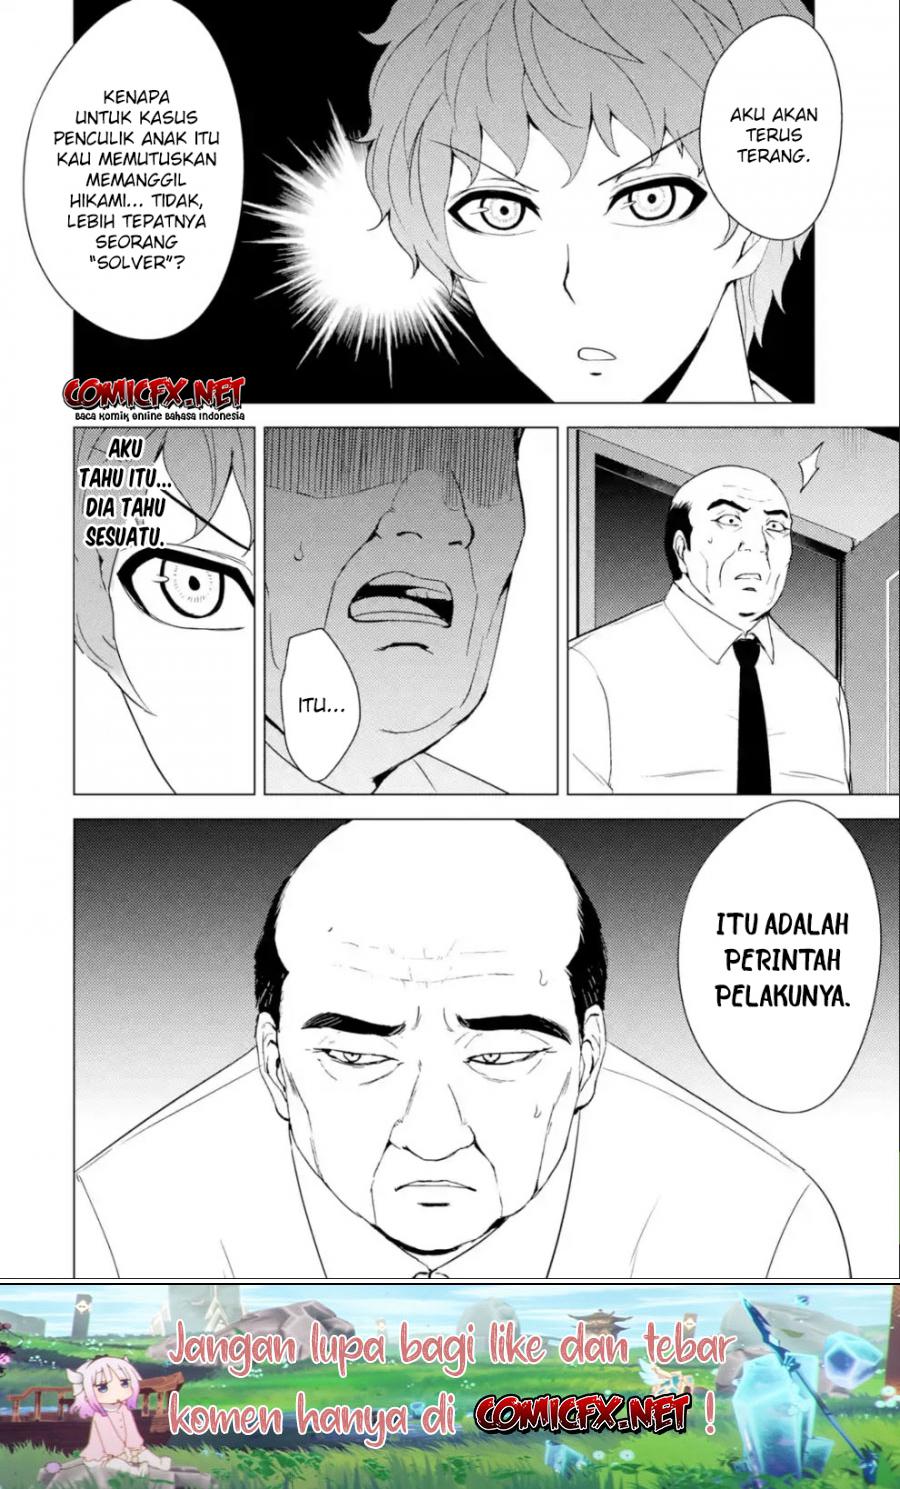 AKU AKAN
TERUS
TERANG.
KENAPA
UNTUK KASUS
PENCULIK ANAK ITU
KAU MEMUTUSKAN
MEMANGGIL
HIKAMI... TIDAK,
LEBIH TEPATNYA
SEORANG
"SOLVER"?
COMICFX.NET
Baca Komik Online Bahasa Indonesia
ITU...
AKU
TAHU ITU...
DIA TAHU
SESUATU.
ITU ADALAH
PERINTAH
PELAKUNYA.
Jangan lupa bagi like dan tebar
komen hanya di COMICFX.NET !